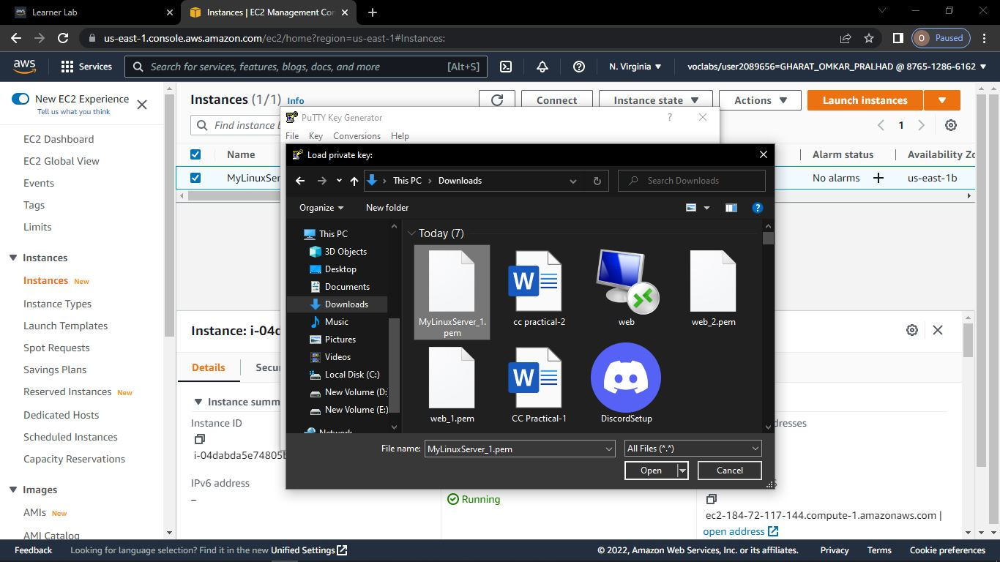 Learner Lab
Instances | EC2 Management Con
us-east-1.console.aws.amazon.com/ec2/home?region=us-east-1#Instances:
O Paused
aws
Services
Search for services, features, blogs, docs, and more [Alt+S]
N. Virginia
voclabs/user2089656=GHARAT_OMKAR_PRALHAD @ 8765-1286-6162
New EC2 Experience
Tell us what you think
EC2 Dashboard
EC2 Global View
Events
Tags
Limits
Instances
Instances New
Instance Types
Launch Templates
Spot Requests
Savings Plans
Reserved Instances New
Dedicated Hosts
Scheduled Instances
Capacity Reservations
Images
AMIs New
AMI Catalog
Instances (1/1) Info
Connect
Instance state
Actions
Launch instances
Find instance b
1
Name
Alarm status
Availability Zo
MyLinuxSer
No alarms
us-east-1b
PuTTY Key Generator
?
File Key Conversions Help
Load private key:
This PC
Downloads
Search Downloads
Organize
New folder
This PC
3D Objects
Desktop
Documents
Downloads
Music
Pictures
Videos
Local Disk (C:)
New Volume (D:
New Volume (E:)
Network
Today (7)
MyLinuxServer_1.
pem
cc practical-2
web
web_2.pem
web_1.pem
CC Practical-1
DiscordSetup
File name: MyLinuxServer_1.pem
All Files (*.*)
Open
Cancel
Instance: i-04d
Details
Secu
Instance summ
Instance ID
i-04dabda5e74805b
IPv6 address
–
Running
dresses
ec2-184-72-117-144.compute-1.amazonaws.com |
open address
Feedback
Looking for language selection? Find it in the new Unified Settings
© 2022, Amazon Web Services, Inc. or its affiliates.
Privacy
Terms
Cookie preferences